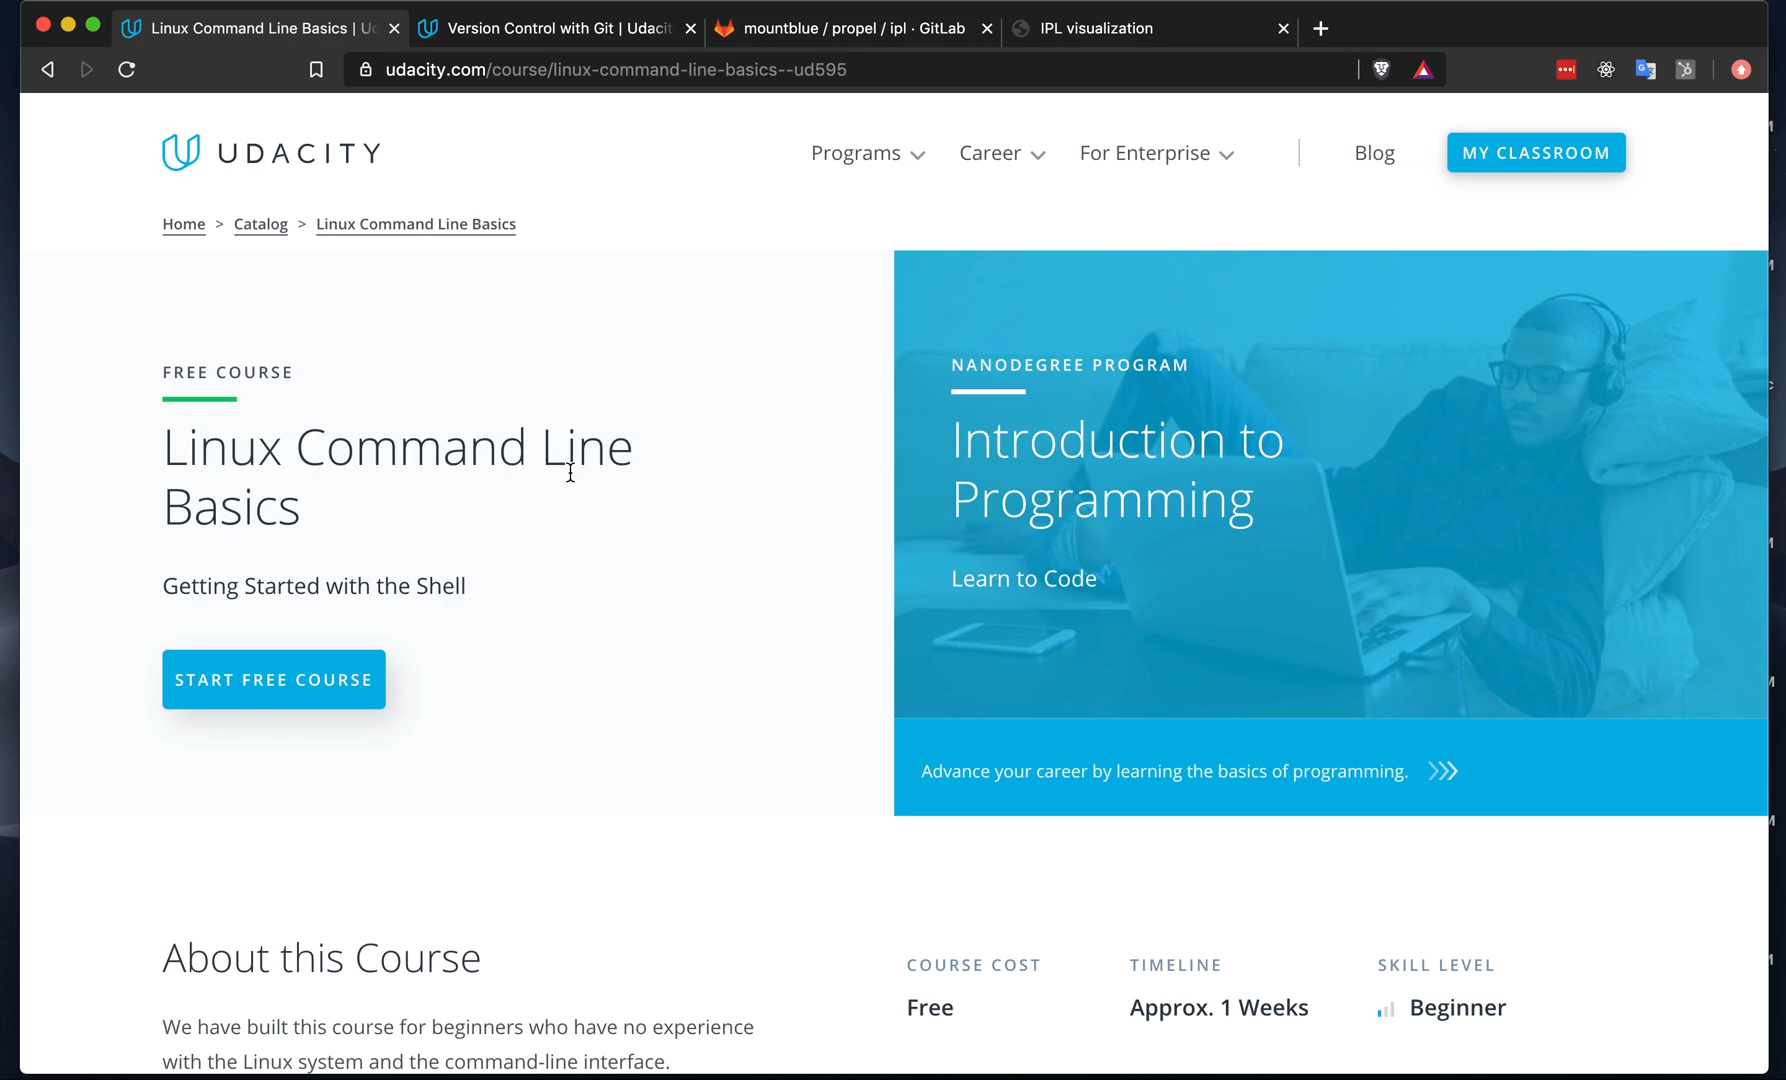 Linux Command Line Basics | Ud
Version Control with Git | Udacit
mountblue / propel / ipl · GitLab
IPL visualization
udacity.com/course/linux-command-line-basics--ud595
UDACITY
Programs
Career
For Enterprise
Blog
MY CLASSROOM
Home > Catalog > Linux Command Line Basics
FREE COURSE
Linux Command Line
Basics
Getting Started with the Shell
START FREE COURSE
NANODEGREE PROGRAM
Introduction to
Programming
Learn to Code
Advance your career by learning the basics of programming.
About this Course
We have built this course for beginners who have no experience
with the Linux system and the command-line interface.
COURSE COST
Free
TIMELINE
Approx. 1 Weeks
SKILL LEVEL
Beginner